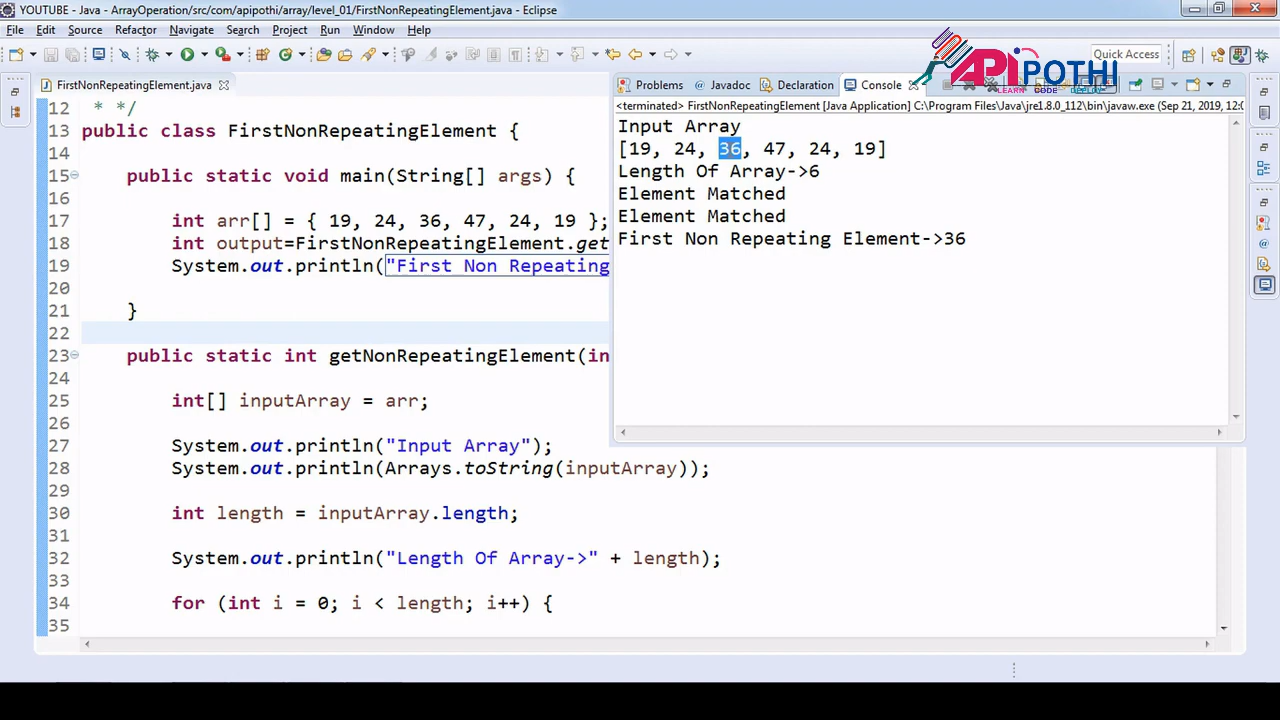 YOUTUBE - Java - ArrayOperation/src/com/apipothi/array/level_01/FirstNonRepeatingElement.java - Eclipse
File Edit Source Refactor Navigate Search Project Run Window Help
Quick Access
APIPOTHI
LEARN CODE DEPLOY
FirstNonRepeatingElement.java
12 * */
13 public class FirstNonRepeatingElement {
14
15 public static void main(String[] args) {
16
17 int arr[] = { 19, 24, 36, 47, 24, 19 };
18 int output=FirstNonRepeatingElement.get
19 System.out.println("First Non Repeating
20
21 }
22
23 public static int getNonRepeatingElement(in
24
25 int[] inputArray = arr;
26
27 System.out.println("Input Array");
28 System.out.println(Arrays.toString(inputArray));
29
30 int length = inputArray.length;
31
32 System.out.println("Length Of Array->" + length);
33
34 for (int i = 0; i < length; i++) {
35
Problems @ Javadoc Declaration Console
<terminated> FirstNonRepeatingElement [Java Application] C:\Program Files\Java\jre1.8.0_112\bin\javaw.exe (Sep 21, 2019, 12:0
Input Array
[19, 24, 36, 47, 24, 19]
Length Of Array->6
Element Matched
Element Matched
First Non Repeating Element->36